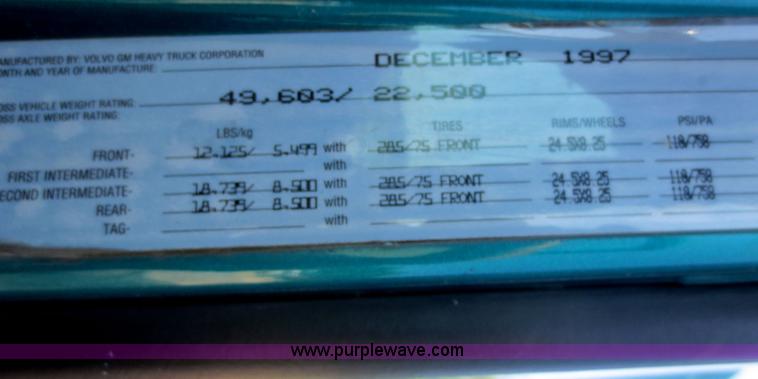 ANUFACTURED BY: VOLVO GM HEAVY TRUCK CORPORATION
ONTH AND YEAR OF MANUFACTURE: DECEMBER 1997
OSS VEHICLE WEIGHT RATING: 49,603/ 22,500
OSS AXLE WEIGHT RATING:
LBS/kg TIRES RIMS/WHEELS PSI/PA
FRONT- 12.125/ 5.499 with 285/75 FRONT 24.5X8.25 118/758
FIRST INTERMEDIATE- with
ECOND INTERMEDIATE- 18.739/ 8.500 with 285/75 FRONT 24.5X8.25 118/758
REAR- 18.739/ 8.500 with 285/75 FRONT 24.5X8.25 118/758
TAG- with
www.purplewave.com